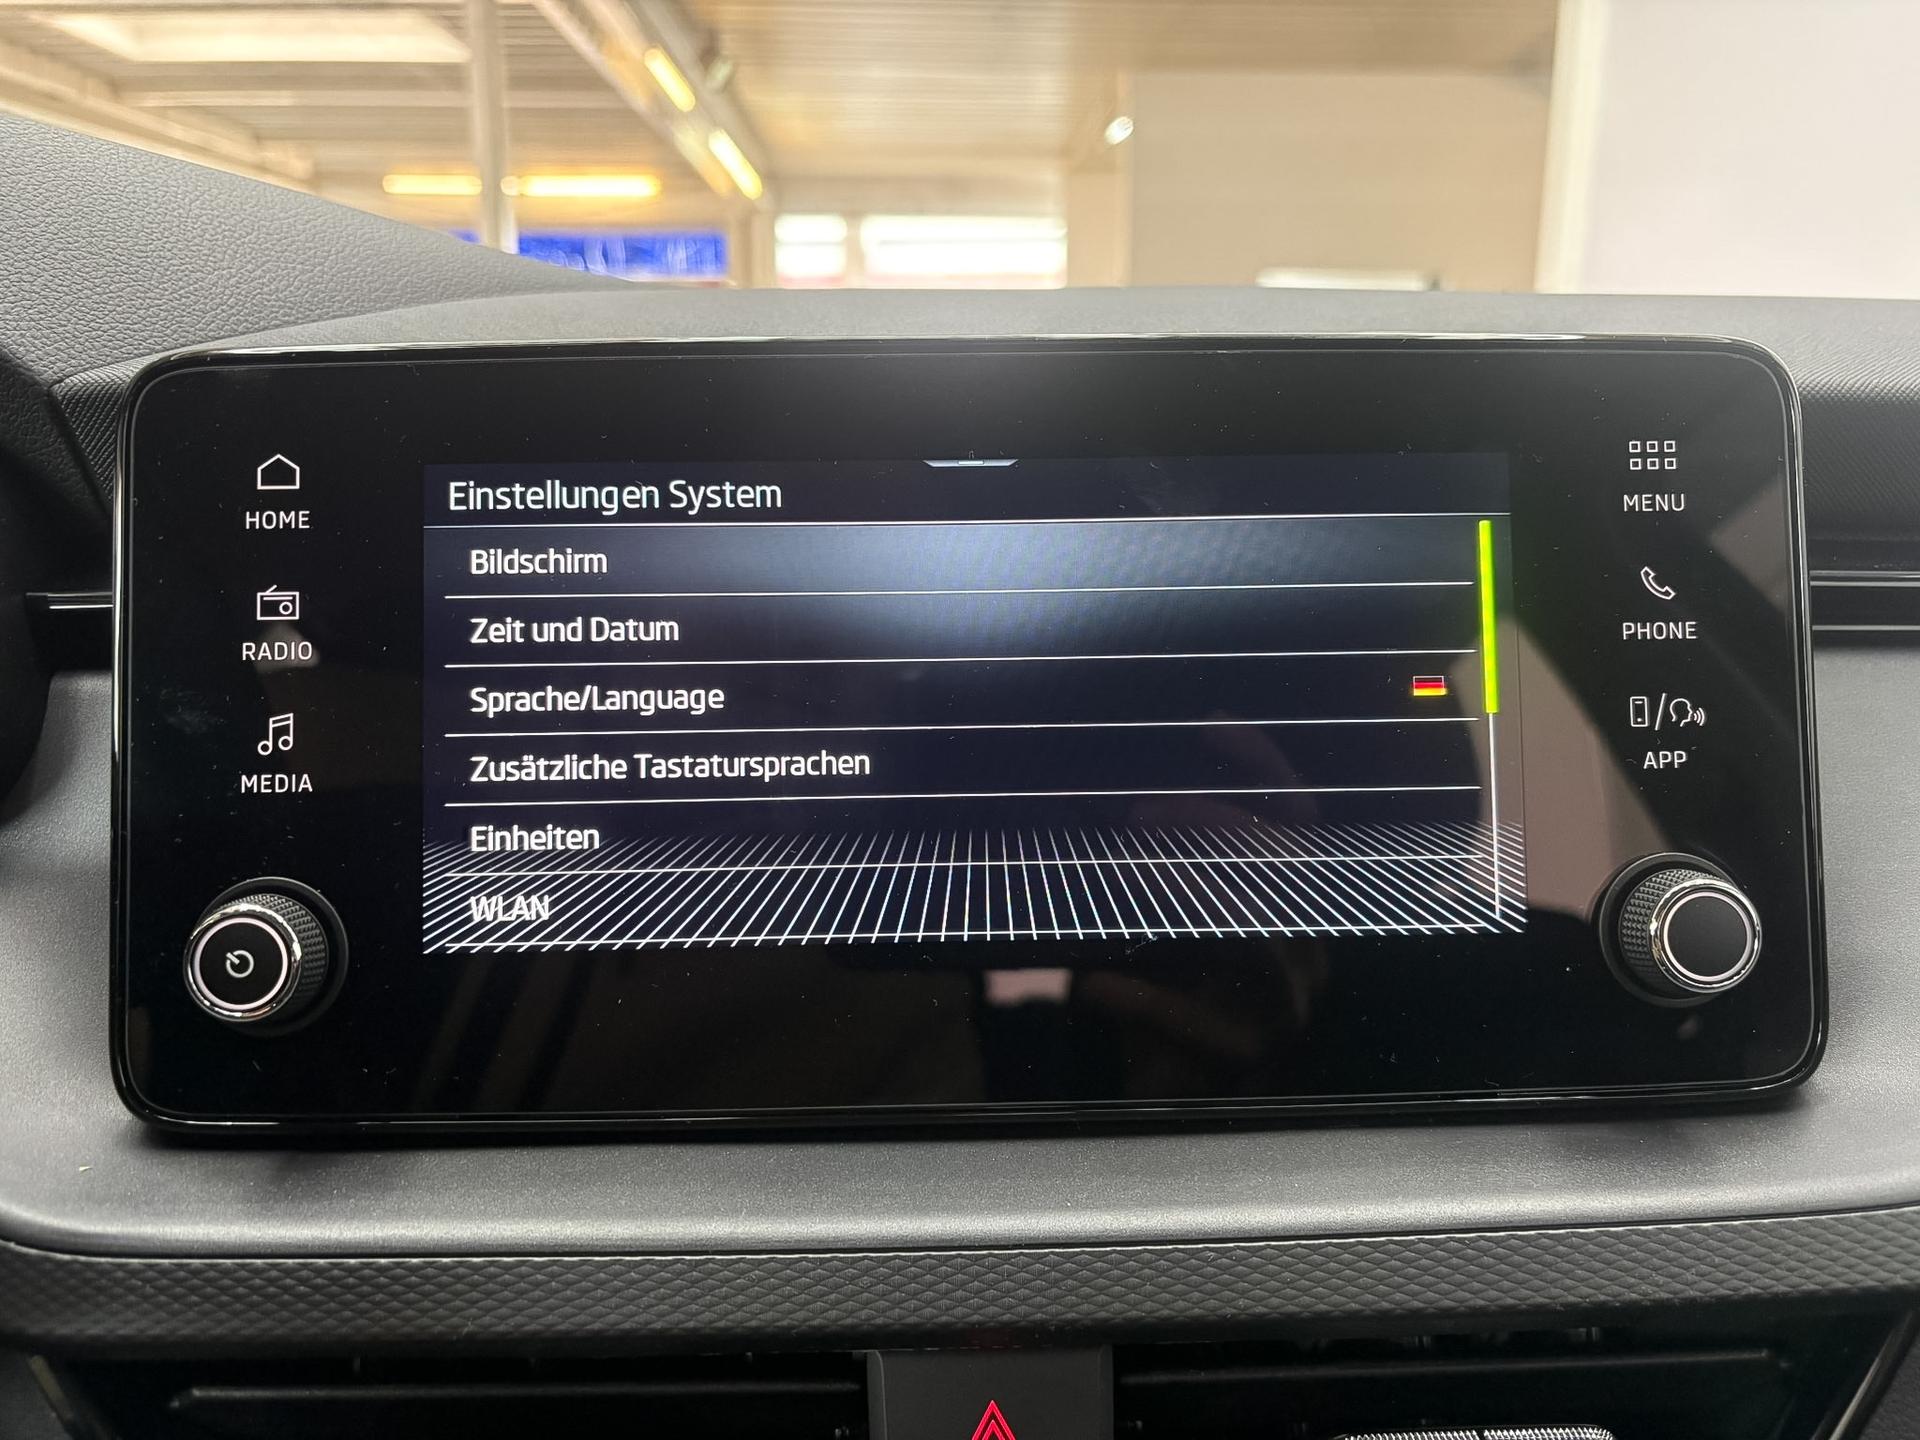 HOME
RADIO
MEDIA
Einstellungen System
Bildschirm
Zeit und Datum
Sprache/Language
Zusätzliche Tastatursprachen
Einheiten
WLAN
MENU
PHONE
APP